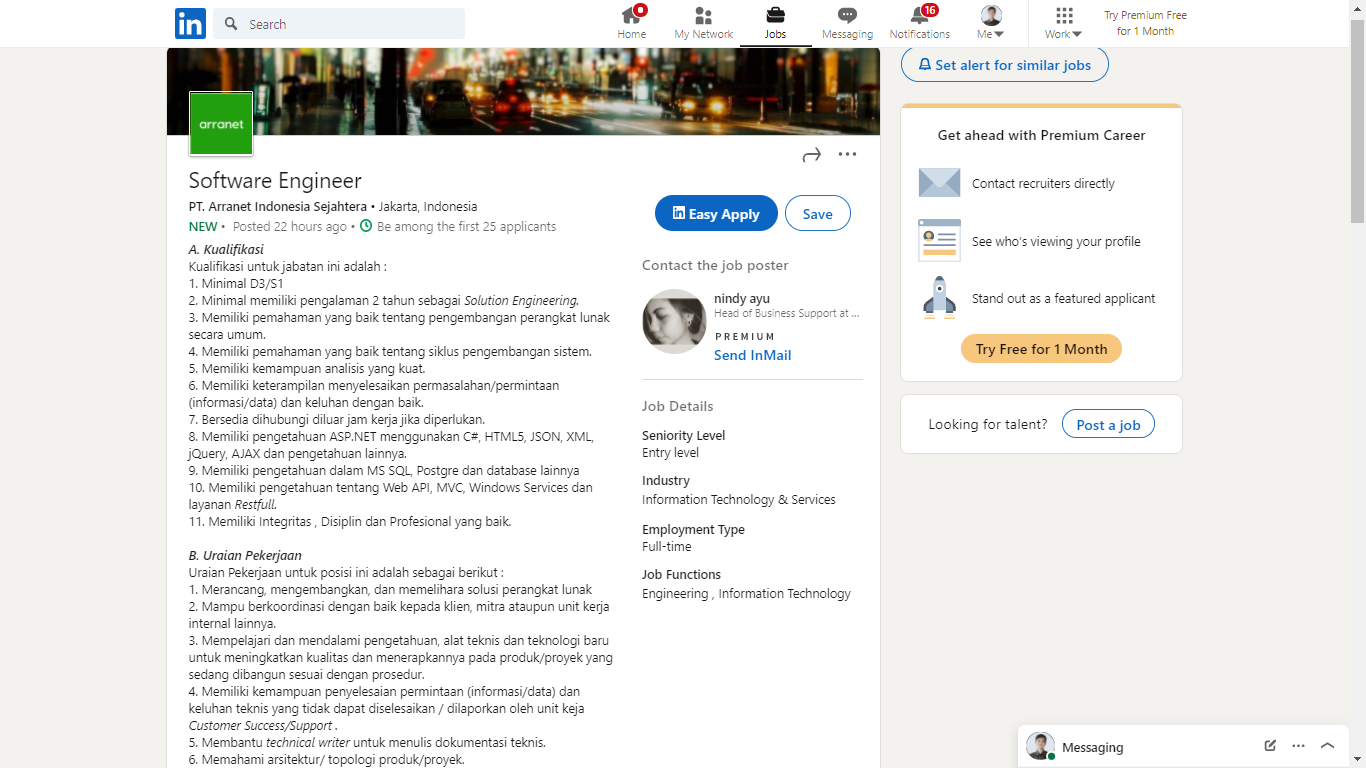 in
Search
Home
My Network
Jobs
Messaging
16
Notifications
Me
Work
Try Premium Free
for 1 Month
arranet
Software Engineer
PT. Arranet Indonesia Sejahtera • Jakarta, Indonesia
NEW • Posted 22 hours ago • Be among the first 25 applicants
in Easy Apply
Save
A. Kualifikasi
Kualifikasi untuk jabatan ini adalah :
1. Minimal D3/S1
2. Minimal memiliki pengalaman 2 tahun sebagai Solution Engineering.
3. Memiliki pemahaman yang baik tentang pengembangan perangkat lunak
secara umum.
4. Memiliki pemahaman yang baik tentang siklus pengembangan sistem.
5. Memiliki kemampuan analisis yang kuat.
6. Memiliki keterampilan menyelesaikan permasalahan/permintaan
(informasi/data) dan keluhan dengan baik.
7. Bersedia dihubungi diluar jam kerja jika diperlukan.
8. Memiliki pengetahuan ASP.NET menggunakan C#, HTML5, JSON, XML,
jQuery, AJAX dan pengetahuan lainnya.
9. Memiliki pengetahuan dalam MS SQL, Postgre dan database lainnya
10. Memiliki pengetahuan tentang Web API, MVC, Windows Services dan
layanan Restfull.
11. Memiliki Integritas , Disiplin dan Profesional yang baik.
B. Uraian Pekerjaan
Uraian Pekerjaan untuk posisi ini adalah sebagai berikut :
1. Merancang, mengembangkan, dan memelihara solusi perangkat lunak
2. Mampu berkoordinasi dengan baik kepada klien, mitra ataupun unit kerja
internal lainnya.
3. Mempelajari dan mendalami pengetahuan, alat teknis dan teknologi baru
untuk meningkatkan kualitas dan menerapkannya pada produk/proyek yang
sedang dibangun sesuai dengan prosedur.
4. Memiliki kemampuan penyelesaian permintaan (informasi/data) dan
keluhan teknis yang tidak dapat diselesaikan / dilaporkan oleh unit keja
Customer Success/Support .
5. Membantu technical writer untuk menulis dokumentasi teknis.
6. Memahami arsitektur/ topologi produk/proyek.
Contact the job poster
nindy ayu
Head of Business Support at ...
PREMIUM
Send InMail
Job Details
Seniority Level
Entry level
Industry
Information Technology & Services
Employment Type
Full-time
Job Functions
Engineering , Information Technology
Set alert for similar jobs
Get ahead with Premium Career
Contact recruiters directly
See who's viewing your profile
Stand out as a featured applicant
Try Free for 1 Month
Looking for talent?
Post a job
Messaging